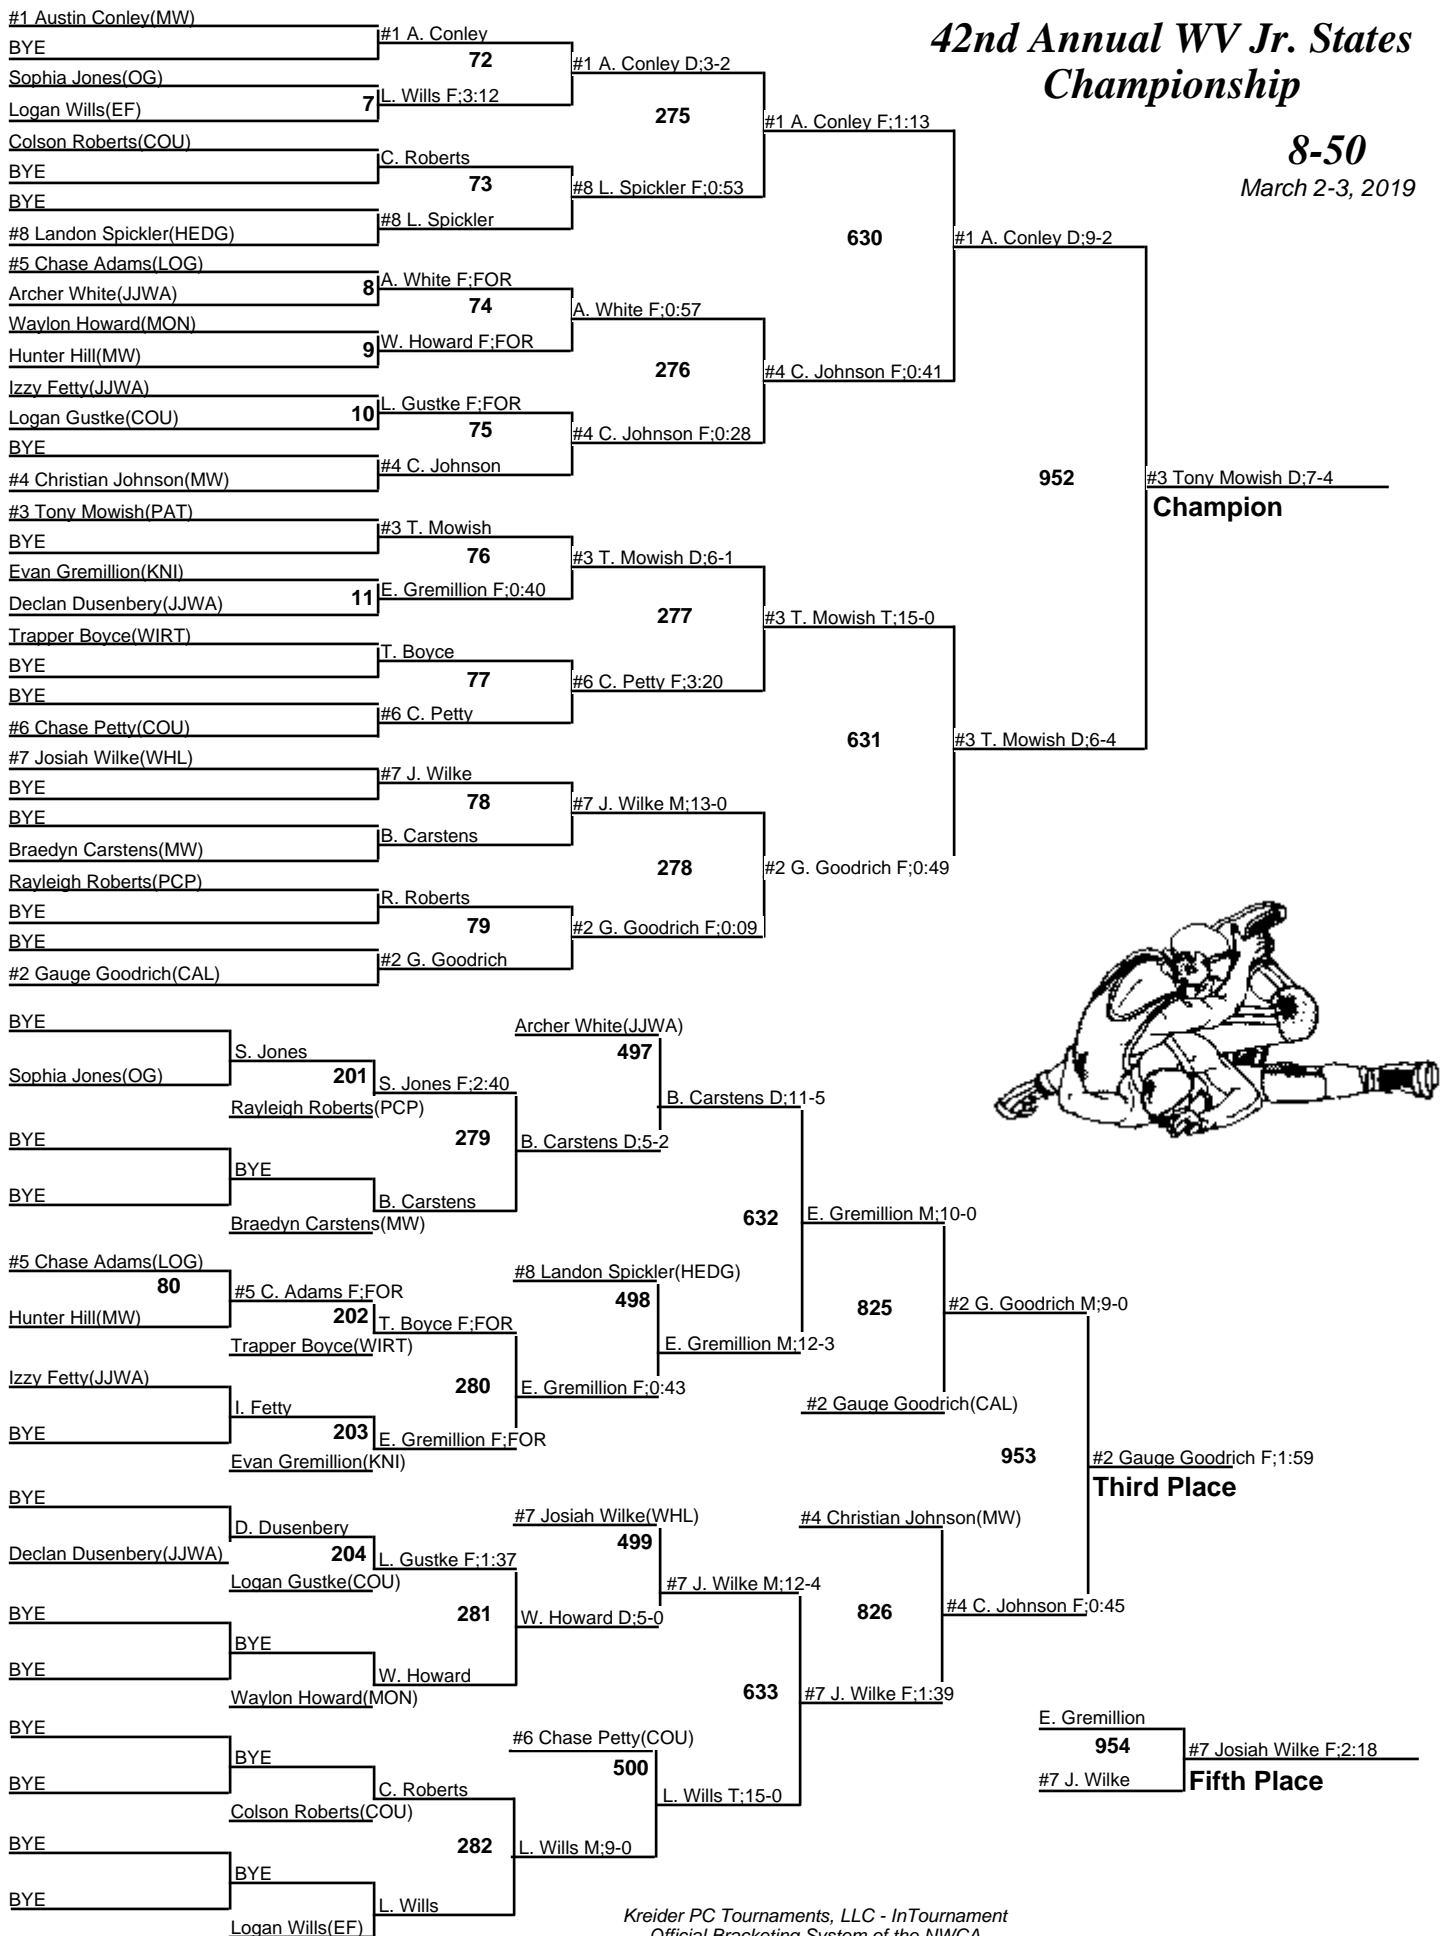 42nd Annual WV Jr. States
Championship
8-50
March 2-3, 2019
#1 Austin Conley(MW)
BYE
Sophia Jones(OG)
Logan Wills(EF)
Colson Roberts(COU)
BYE
BYE
#8 Landon Spickler(HEDG)
#5 Chase Adams(LOG)
Archer White(JJWA)
Waylon Howard(MON)
Hunter Hill(MW)
Izzy Fetty(JJWA)
Logan Gustke(COU)
BYE
#4 Christian Johnson(MW)
#3 Tony Mowish(PAT)
BYE
Evan Gremillion(KNI)
Declan Dusenbery(JJWA)
Trapper Boyce(WIRT)
BYE
BYE
#6 Chase Petty(COU)
#7 Josiah Wilke(WHL)
BYE
BYE
Braedyn Carstens(MW)
Rayleigh Roberts(PCP)
BYE
BYE
#2 Gauge Goodrich(CAL)
7
8
9
10
11
#1 A. Conley
72
L. Wills F;3:12
C. Roberts
73
#8 L. Spickler
A. White F;FOR
74
W. Howard F;FOR
L. Gustke F;FOR
75
#4 C. Johnson
#3 T. Mowish
76
E. Gremillion F;0:40
T. Boyce
77
#6 C. Petty
#7 J. Wilke
78
B. Carstens
R. Roberts
79
#2 G. Goodrich
#1 A. Conley D;3-2
275
#8 L. Spickler F;0:53
A. White F;0:57
276
#4 C. Johnson F;0:28
#3 T. Mowish D;6-1
277
#6 C. Petty F;3:20
#7 J. Wilke M;13-0
278
#2 G. Goodrich F;0:09
#1 A. Conley F;1:13
630
#4 C. Johnson F;0:41
#3 T. Mowish T;15-0
631
#2 G. Goodrich F;0:49
#1 A. Conley D;9-2
952
#3 T. Mowish D;6-4
#3 Tony Mowish D;7-4
Champion
BYE
Sophia Jones(OG)
BYE
BYE
#5 Chase Adams(LOG)
80
Hunter Hill(MW)
Izzy Fetty(JJWA)
BYE
BYE
Declan Dusenbery(JJWA)
BYE
BYE
BYE
BYE
BYE
BYE
S. Jones
201
Rayleigh Roberts(PCP)
BYE
Braedyn Carstens(MW)
#5 C. Adams F;FOR
202
Trapper Boyce(WIRT)
I. Fetty
203
Evan Gremillion(KNI)
D. Dusenbery
204
Logan Gustke(COU)
BYE
Waylon Howard(MON)
BYE
Colson Roberts(COU)
BYE
Logan Wills(EF)
S. Jones F;2:40
279
B. Carstens
T. Boyce F;FOR
280
E. Gremillion F;FOR
L. Gustke F;1:37
281
W. Howard
C. Roberts
282
L. Wills
Archer White(JJWA)
497
B. Carstens D;5-2
#8 Landon Spickler(HEDG)
498
E. Gremillion F;0:43
#7 Josiah Wilke(WHL)
499
W. Howard D;5-0
#6 Chase Petty(COU)
500
L. Wills M;9-0
B. Carstens D;11-5
632
E. Gremillion M;12-3
#7 J. Wilke M;12-4
633
L. Wills T;15-0
E. Gremillion M;10-0
825
#2 Gauge Goodrich(CAL)
#4 Christian Johnson(MW)
826
#7 J. Wilke F;1:39
#2 G. Goodrich M;9-0
953
#4 C. Johnson F;0:45
#2 Gauge Goodrich F;1:59
Third Place
E. Gremillion
954
#7 J. Wilke
#7 Josiah Wilke F;2:18
Fifth Place
Kreider PC Tournaments, LLC - InTournament
Official Bracketing System of the NWCA